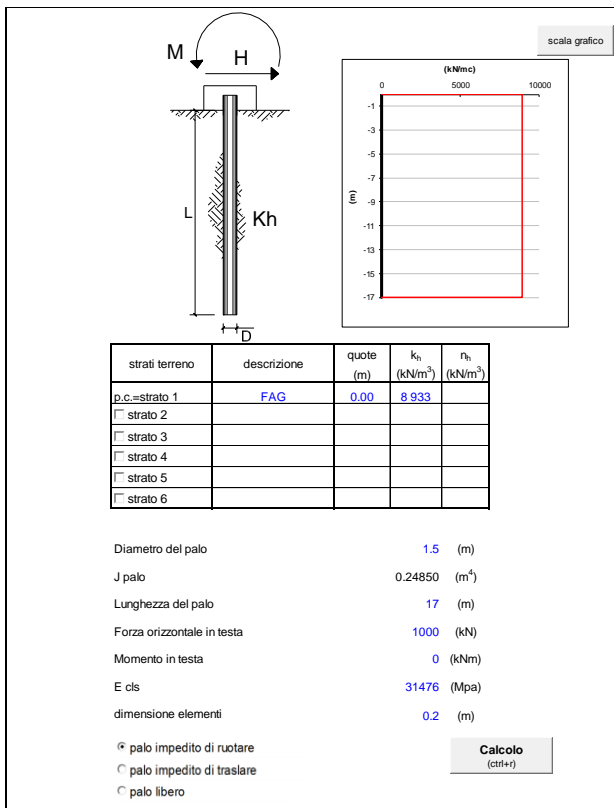 M
H
scala grafico
(kN/mc)
0 5000 10000
-1
-3
-5
-7
-9
-11
-13
-15
-17
(m)
L
Kh
D
strati terreno descrizione quote (m) kh (kN/m³) nh (kN/m³)
p.c.=strato 1 FAG 0.00 8 933
strato 2
strato 3
strato 4
strato 5
strato 6
Diametro del palo 1.5 (m)
J palo 0.24850 (m⁴)
Lunghezza del palo 17 (m)
Forza orizzontale in testa 1000 (kN)
Momento in testa 0 (kNm)
E cls 31476 (Mpa)
dimensione elementi 0.2 (m)
palo impedito di ruotare
palo impedito di traslare
palo libero
Calcolo
(ctrl+r)